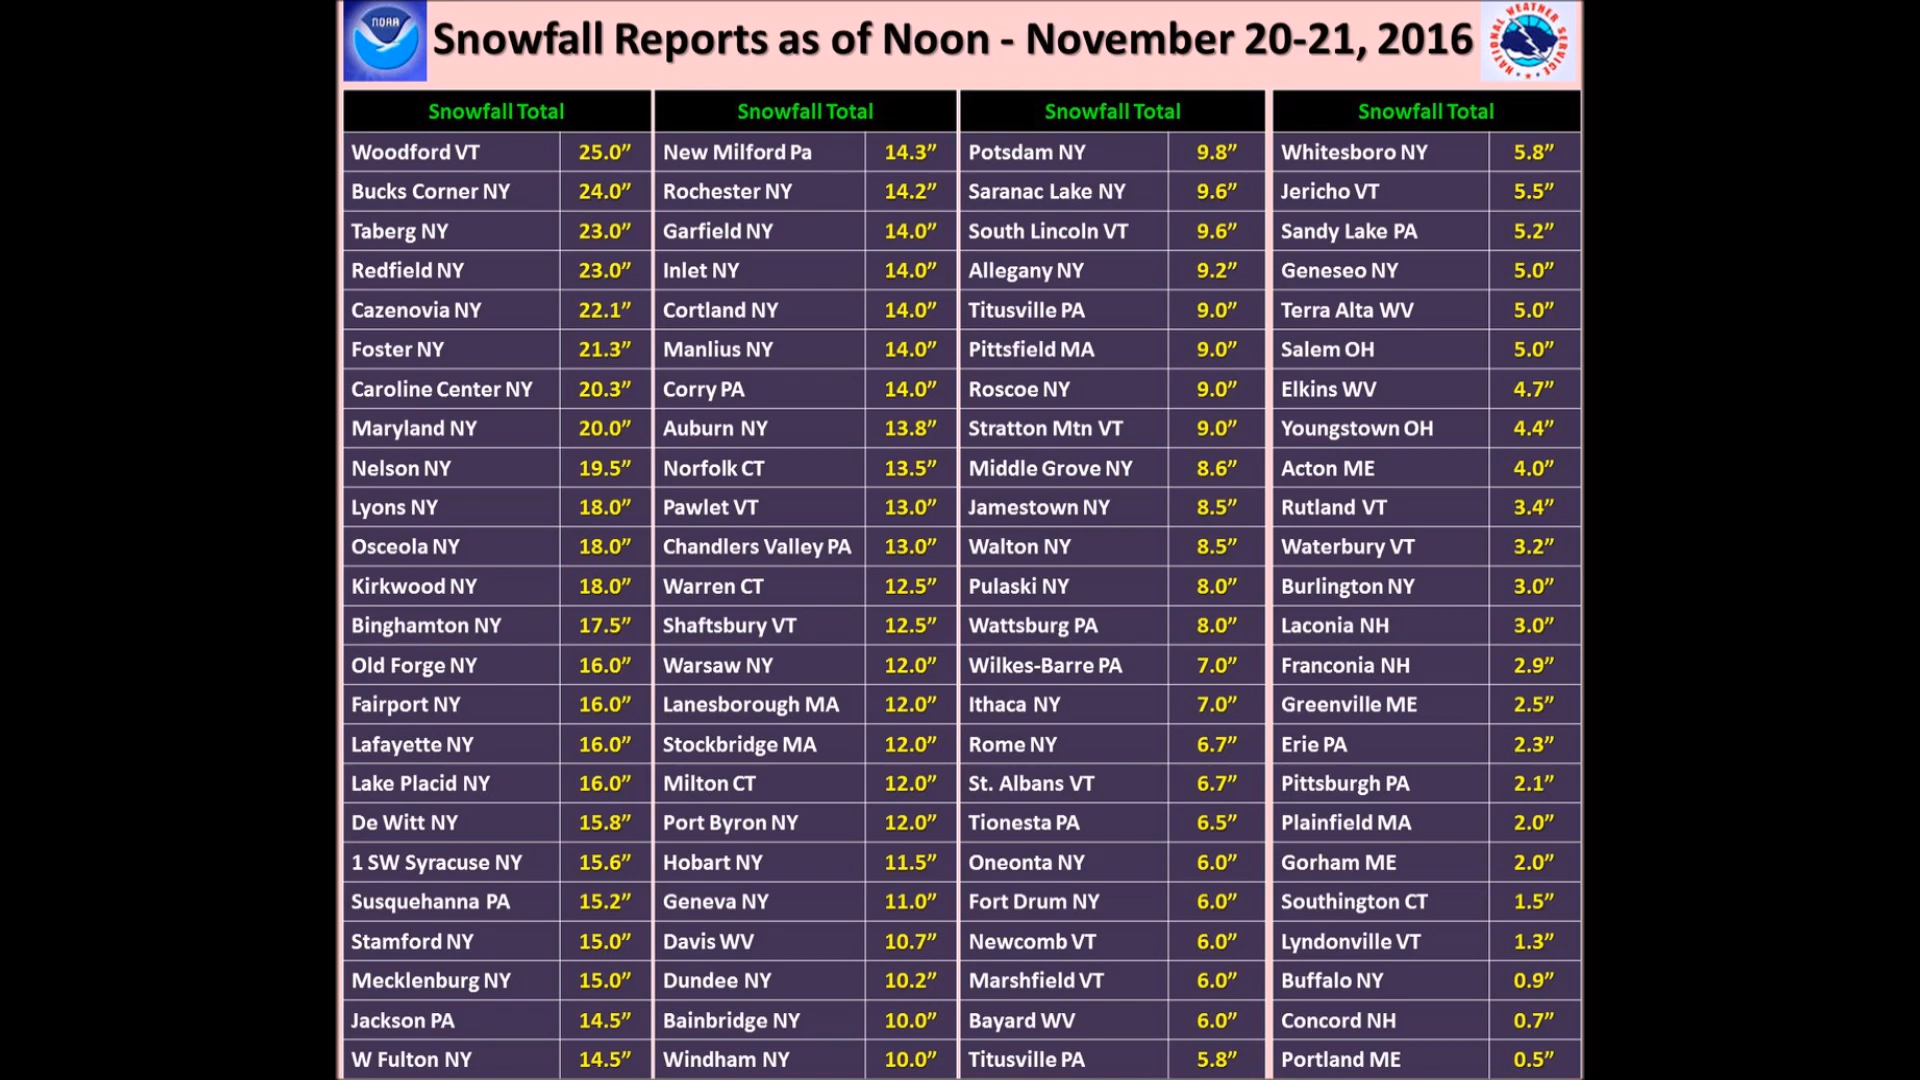 NOAA
Snowfall Reports as of Noon - November 20-21, 2016
NATIONAL WEATHER SERVICE
Snowfall Total Snowfall Total Snowfall Total Snowfall Total
Woodford VT 25.0” New Milford Pa 14.3” Potsdam NY 9.8” Whitesboro NY 5.8”
Bucks Corner NY 24.0” Rochester NY 14.2” Saranac Lake NY 9.6” Jericho VT 5.5”
Taberg NY 23.0” Garfield NY 14.0” South Lincoln VT 9.6” Sandy Lake PA 5.2”
Redfield NY 23.0” Inlet NY 14.0” Allegany NY 9.2” Geneseo NY 5.0”
Cazenovia NY 22.1” Cortland NY 14.0” Titusville PA 9.0” Terra Alta WV 5.0”
Foster NY 21.3” Manlius NY 14.0” Pittsfield MA 9.0” Salem OH 5.0”
Caroline Center NY 20.3” Corry PA 14.0” Roscoe NY 9.0” Elkins WV 4.7”
Maryland NY 20.0” Auburn NY 13.8” Stratton Mtn VT 9.0” Youngstown OH 4.4”
Nelson NY 19.5” Norfolk CT 13.5” Middle Grove NY 8.6” Acton ME 4.0”
Lyons NY 18.0” Pawlet VT 13.0” Jamestown NY 8.5” Rutland VT 3.4”
Osceola NY 18.0” Chandlers Valley PA 13.0” Walton NY 8.5” Waterbury VT 3.2”
Kirkwood NY 18.0” Warren CT 12.5” Pulaski NY 8.0” Burlington NY 3.0”
Binghamton NY 17.5” Shaftsbury VT 12.5” Wattsburg PA 8.0” Laconia NH 3.0”
Old Forge NY 16.0” Warsaw NY 12.0” Wilkes-Barre PA 7.0” Franconia NH 2.9”
Fairport NY 16.0” Lanesborough MA 12.0” Ithaca NY 7.0” Greenville ME 2.5”
Lafayette NY 16.0” Stockbridge MA 12.0” Rome NY 6.7” Erie PA 2.3”
Lake Placid NY 16.0” Milton CT 12.0” St. Albans VT 6.7” Pittsburgh PA 2.1”
De Witt NY 15.8” Port Byron NY 12.0” Tionesta PA 6.5” Plainfield MA 2.0”
1 SW Syracuse NY 15.6” Hobart NY 11.5” Oneonta NY 6.0” Gorham ME 2.0”
Susquehanna PA 15.2” Geneva NY 11.0” Fort Drum NY 6.0” Southington CT 1.5”
Stamford NY 15.0” Davis WV 10.7” Newcomb VT 6.0” Lyndonville VT 1.3”
Mecklenburg NY 15.0” Dundee NY 10.2” Marshfield VT 6.0” Buffalo NY 0.9”
Jackson PA 14.5” Bainbridge NY 10.0” Bayard WV 6.0” Concord NH 0.7”
W Fulton NY 14.5” Windham NY 10.0” Titusville PA 5.8” Portland ME 0.5”